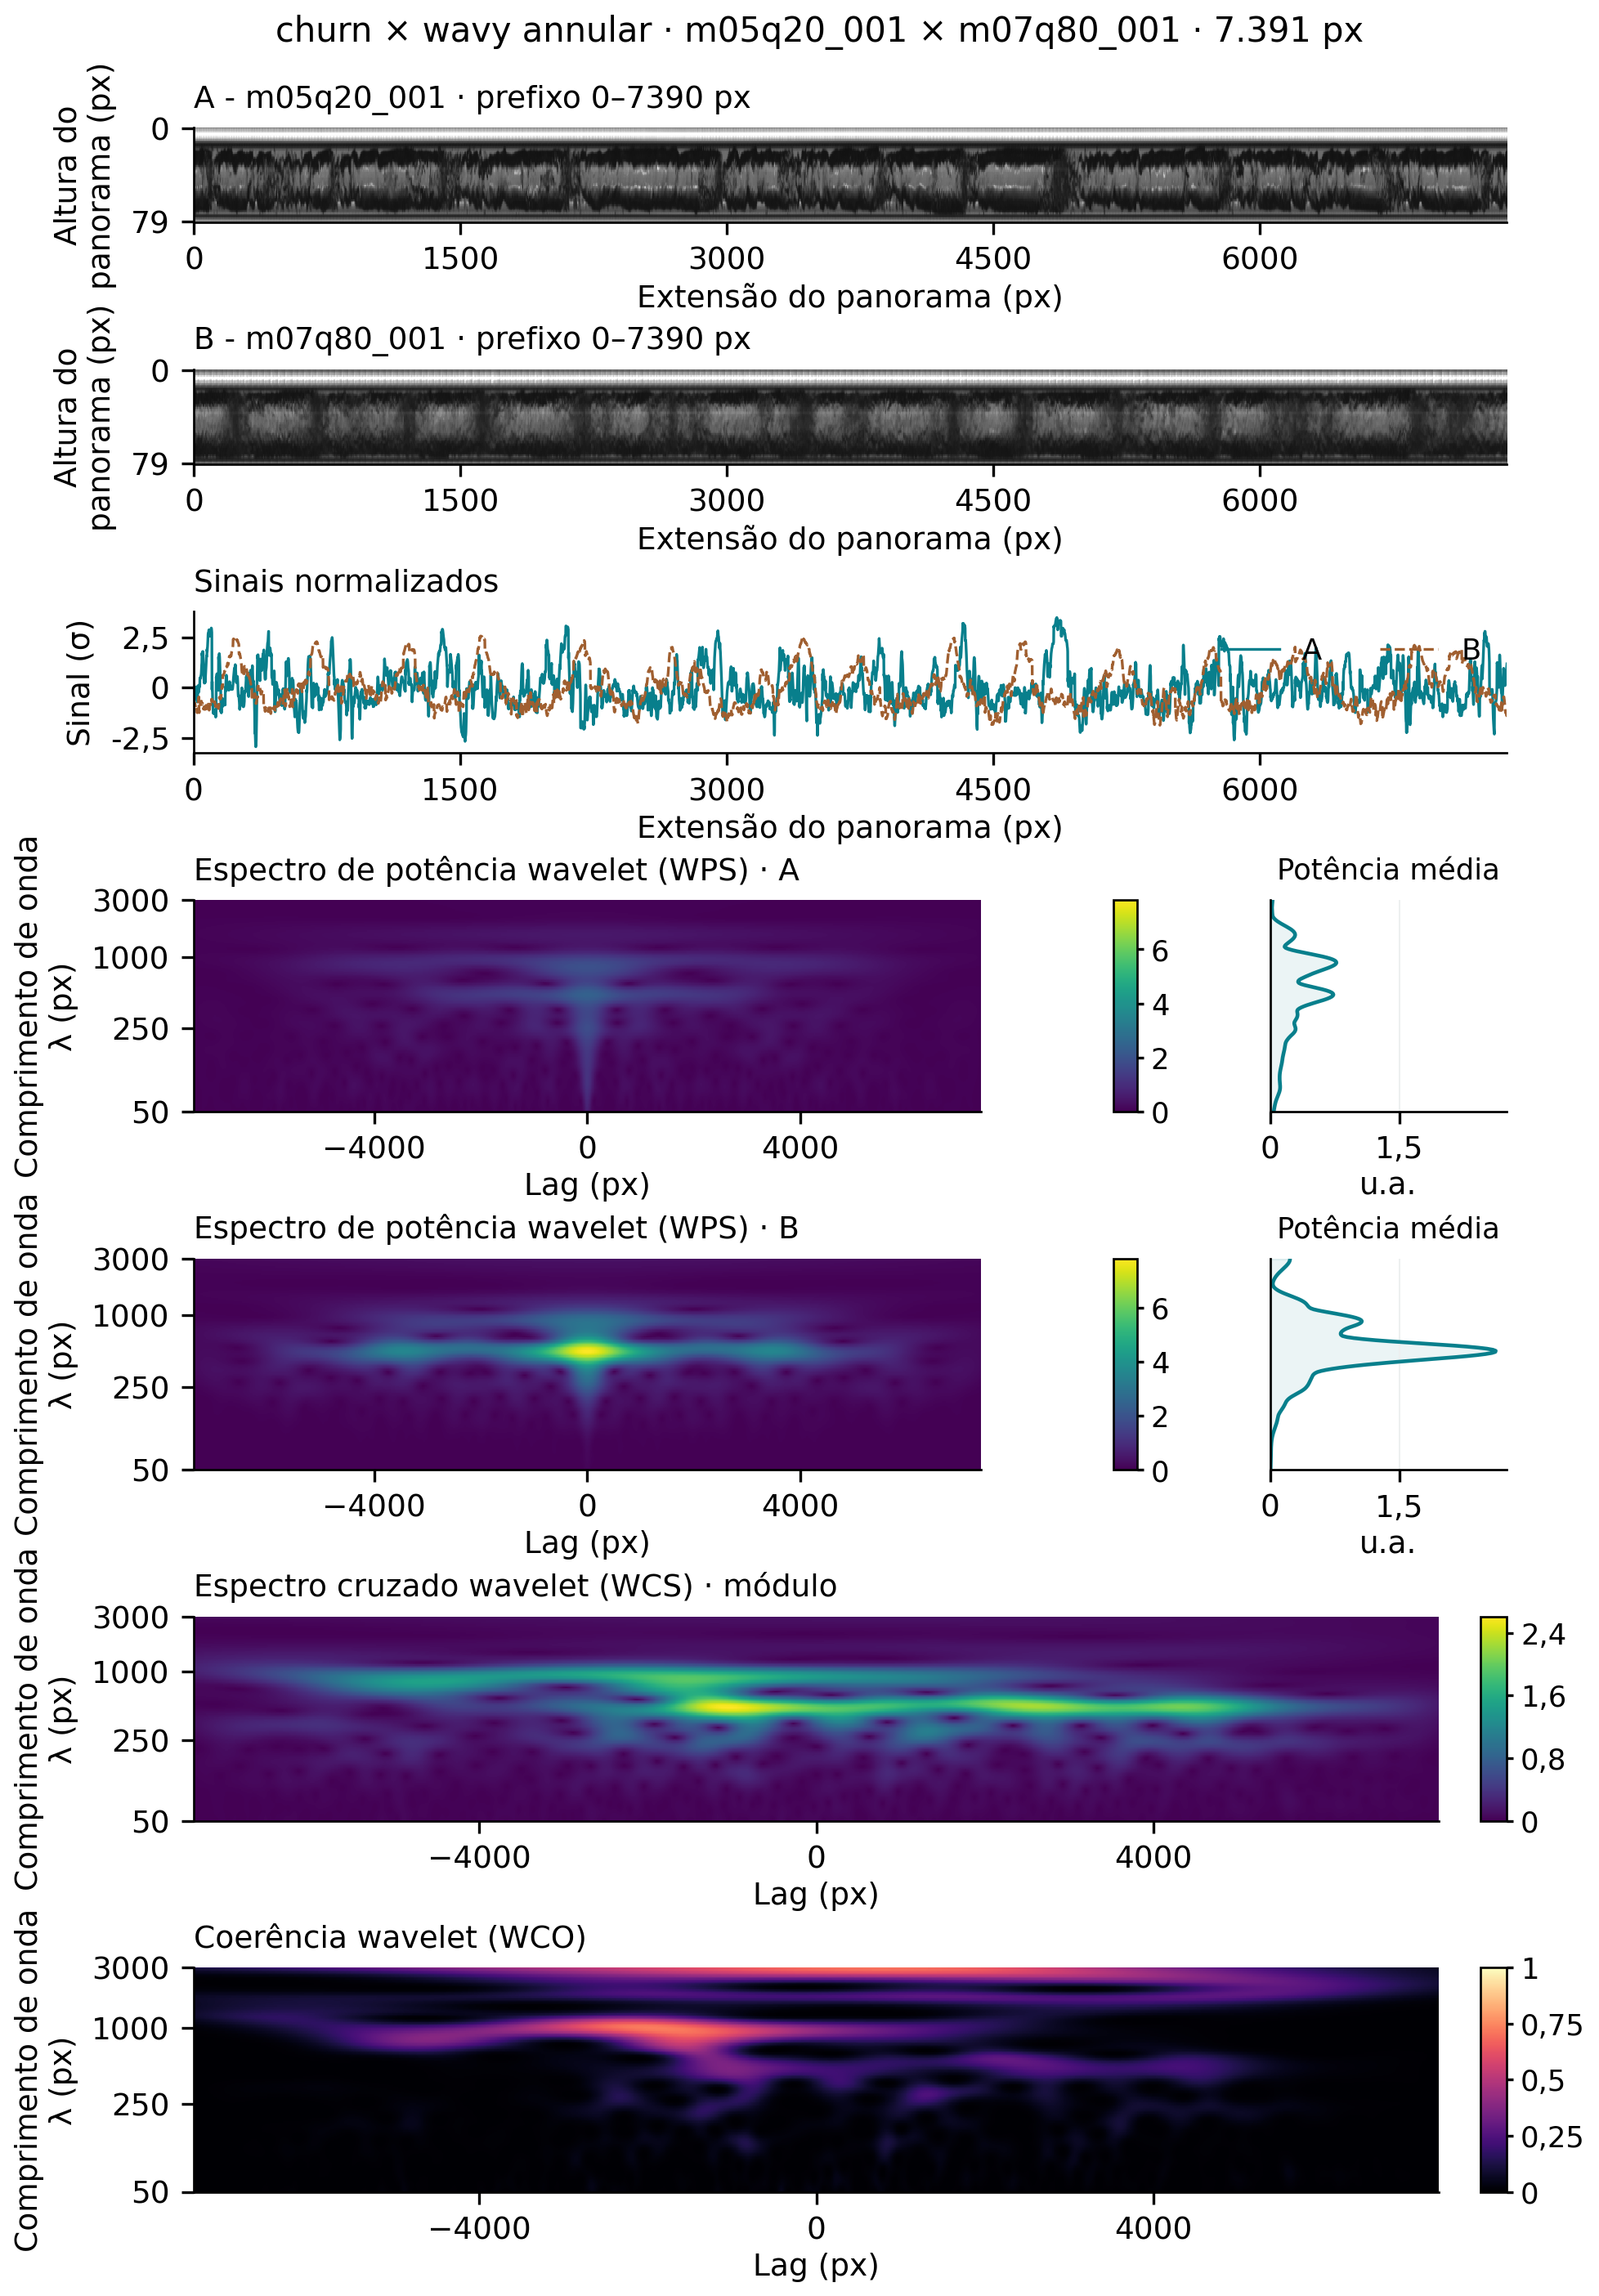 churn × wavy annular · m05q20_001 × m07q80_001 · 7.391 px
A - m05q20_001 · prefixo 0–7390 px
Altura do
panorama (px)
0
79
0 1500 3000 4500 6000
Extensão do panorama (px)
B - m07q80_001 · prefixo 0–7390 px
Altura do
panorama (px)
0
79
0 1500 3000 4500 6000
Extensão do panorama (px)
Sinais normalizados
Sinal (σ)
2,5
0
-2,5
A B
0 1500 3000 4500 6000
Extensão do panorama (px)
Espectro de potência wavelet (WPS) · A
Comprimento de onda
λ (px)
3000
1000
250
50
−4000 0 4000
Lag (px)
6
4
2
0
Potência média
0 1,5
u.a.
Espectro de potência wavelet (WPS) · B
Comprimento de onda
λ (px)
3000
1000
250
50
−4000 0 4000
Lag (px)
6
4
2
0
Potência média
0 1,5
u.a.
Espectro cruzado wavelet (WCS) · módulo
Comprimento de onda
λ (px)
3000
1000
250
50
−4000 0 4000
Lag (px)
2,4
1,6
0,8
0
Coerência wavelet (WCO)
Comprimento de onda
λ (px)
3000
1000
250
50
−4000 0 4000
Lag (px)
1
0,75
0,5
0,25
0